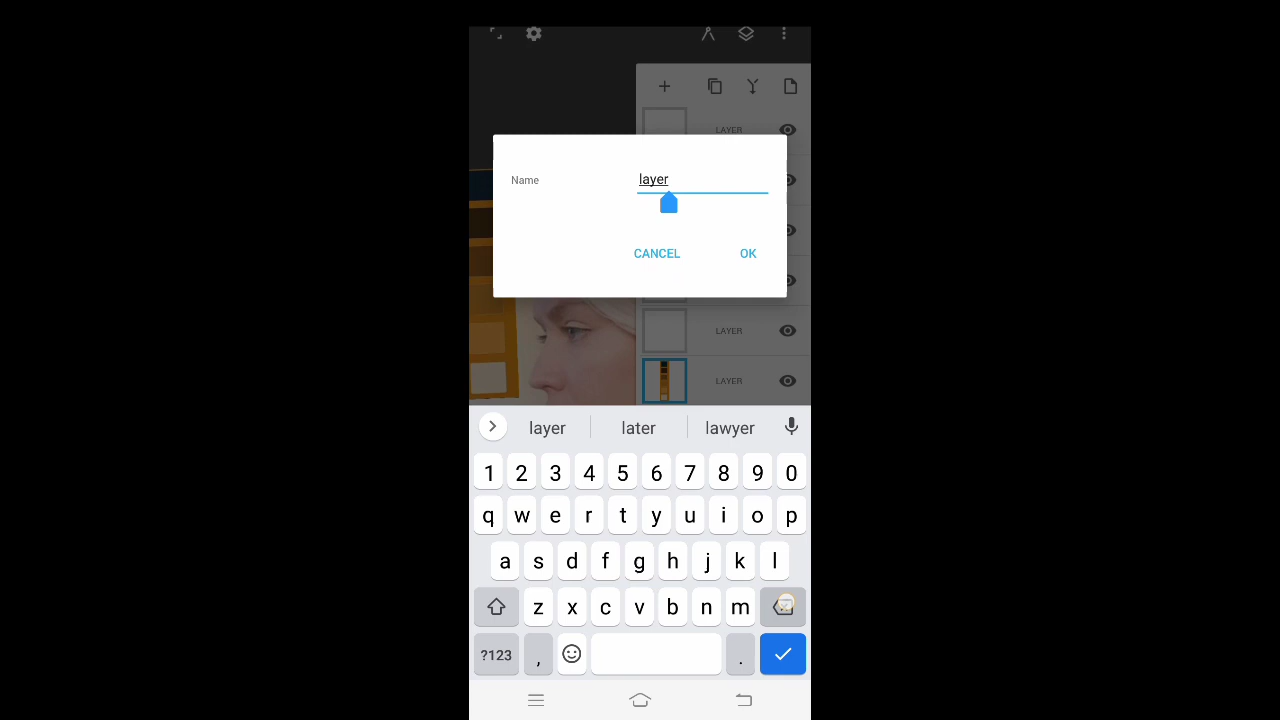 LAYER
Name layer
CANCEL OK
LAYER
LAYER
layer later lawyer
1 2 3 4 5 6 7 8 9 0
q w e r t y u i o p
a s d f g h j k l
z x c v b n m
?123 , .